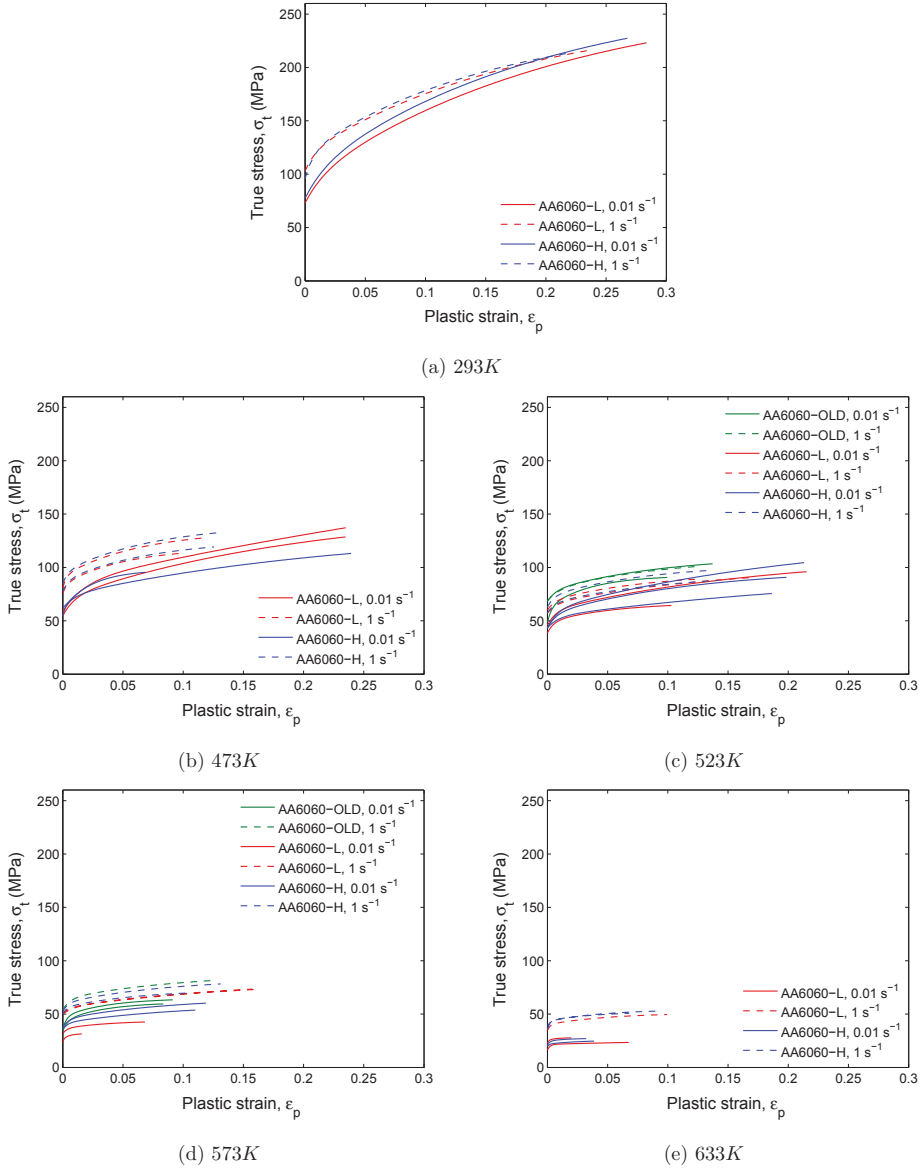 250
200
150
100
50
0
True stress, σt (MPa)
AA6060−L, 0.01 s−1
AA6060−L, 1 s−1
AA6060−H, 0.01 s−1
AA6060−H, 1 s−1
0 0.05 0.1 0.15 0.2 0.25 0.3
Plastic strain, εp
(a) 293K
250
200
150
100
50
0
True stress, σt (MPa)
AA6060−L, 0.01 s−1
AA6060−L, 1 s−1
AA6060−H, 0.01 s−1
AA6060−H, 1 s−1
0 0.05 0.1 0.15 0.2 0.25 0.3
Plastic strain, εp
(b) 473K
250
200
150
100
50
0
True stress, σt (MPa)
AA6060−OLD, 0.01 s−1
AA6060−OLD, 1 s−1
AA6060−L, 0.01 s−1
AA6060−L, 1 s−1
AA6060−H, 0.01 s−1
AA6060−H, 1 s−1
0 0.05 0.1 0.15 0.2 0.25 0.3
Plastic strain, εp
(c) 523K
250
200
150
100
50
0
True stress, σt (MPa)
AA6060−OLD, 0.01 s−1
AA6060−OLD, 1 s−1
AA6060−L, 0.01 s−1
AA6060−L, 1 s−1
AA6060−H, 0.01 s−1
AA6060−H, 1 s−1
0 0.05 0.1 0.15 0.2 0.25 0.3
Plastic strain, εp
(d) 573K
250
200
150
100
50
0
True stress, σt (MPa)
AA6060−L, 0.01 s−1
AA6060−L, 1 s−1
AA6060−H, 0.01 s−1
AA6060−H, 1 s−1
0 0.05 0.1 0.15 0.2 0.25 0.3
Plastic strain, εp
(e) 633K